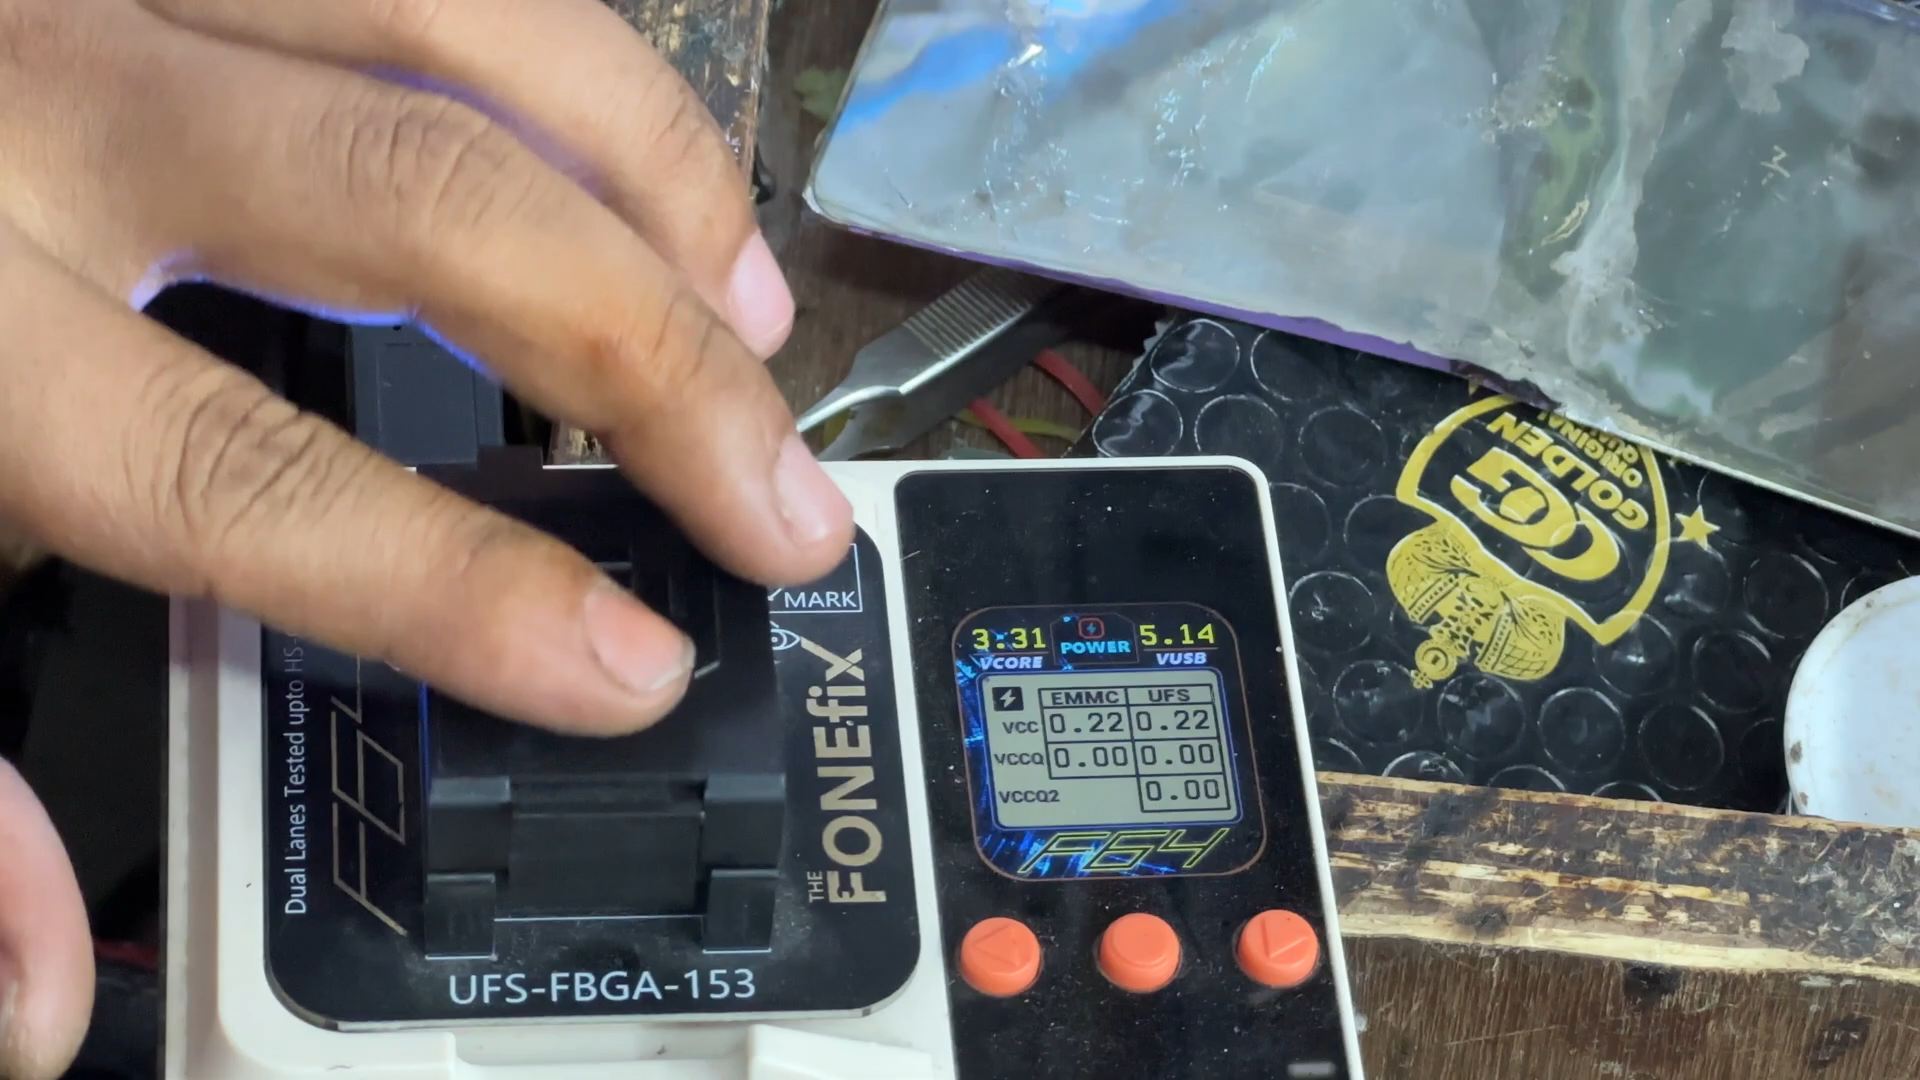 GOLDEN
ORIGINAL
GG
Dual Lanes Tested upto HS-
MARK
THE
FONEfix
UFS-FBGA-153
3.31
VCORE
POWER
5.14
VUSB
EMMC UFS
VCC 0.22 0.22
VCCQ 0.00 0.00
VCCQ2 0.00
F64